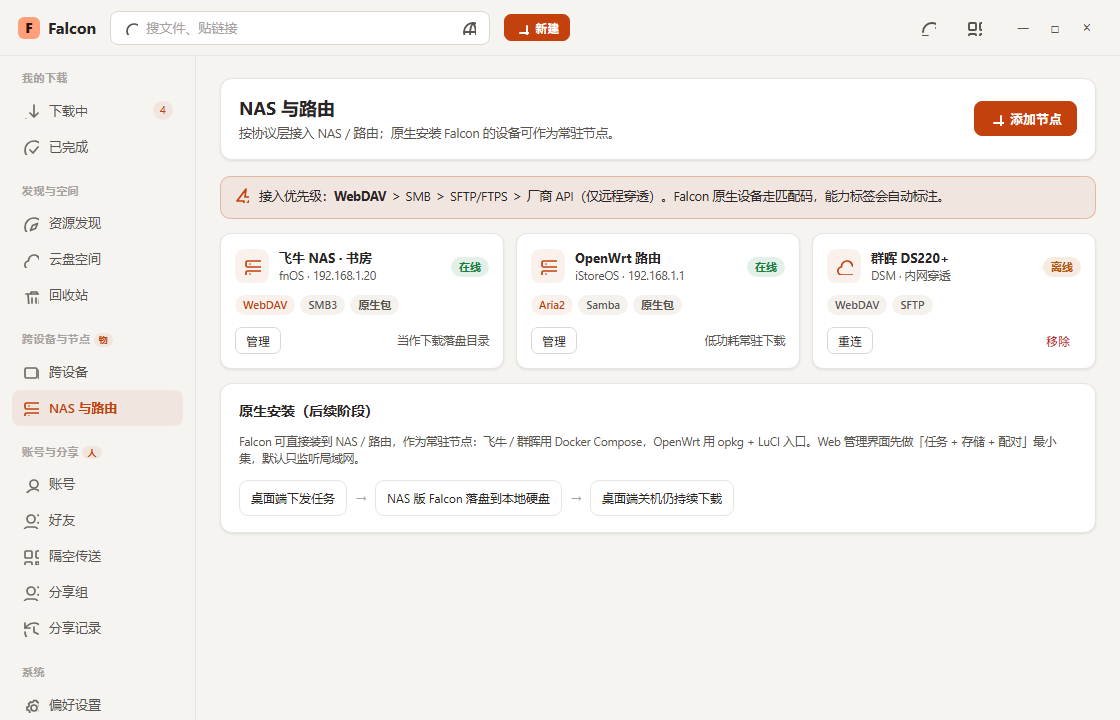 F Falcon
搜文件、贴链接
新建
我的下载
下载中 4
已完成
发现与空间
资源发现
云盘空间
回收站
跨设备与节点 物
跨设备
NAS 与路由
账号与分享 人
账号
好友
隔空传送
分享组
分享记录
系统
偏好设置
NAS 与路由
按协议层接入 NAS / 路由；原生安装 Falcon 的设备可作为常驻节点。
添加节点
接入优先级：WebDAV > SMB > SFTP/FTPS > 厂商 API（仅远程穿透）。Falcon 原生设备走匹配码，能力标签会自动标注。
飞牛 NAS · 书房
fnOS · 192.168.1.20
在线
WebDAV SMB3 原生包
管理 当作下载落盘目录
OpenWrt 路由
iStoreOS · 192.168.1.1
在线
Aria2 Samba 原生包
管理 低功耗常驻下载
群晖 DS220+
DSM · 内网穿透
离线
WebDAV SFTP
重连 移除
原生安装（后续阶段）
Falcon 可直接装到 NAS / 路由，作为常驻节点：飞牛 / 群晖用 Docker Compose，OpenWrt 用 opkg + LuCI 入口。Web 管理界面先做「任务 + 存储 + 配对」最小
集，默认只监听局域网。
桌面端下发任务 → NAS 版 Falcon 落盘到本地硬盘 → 桌面端关机仍持续下载